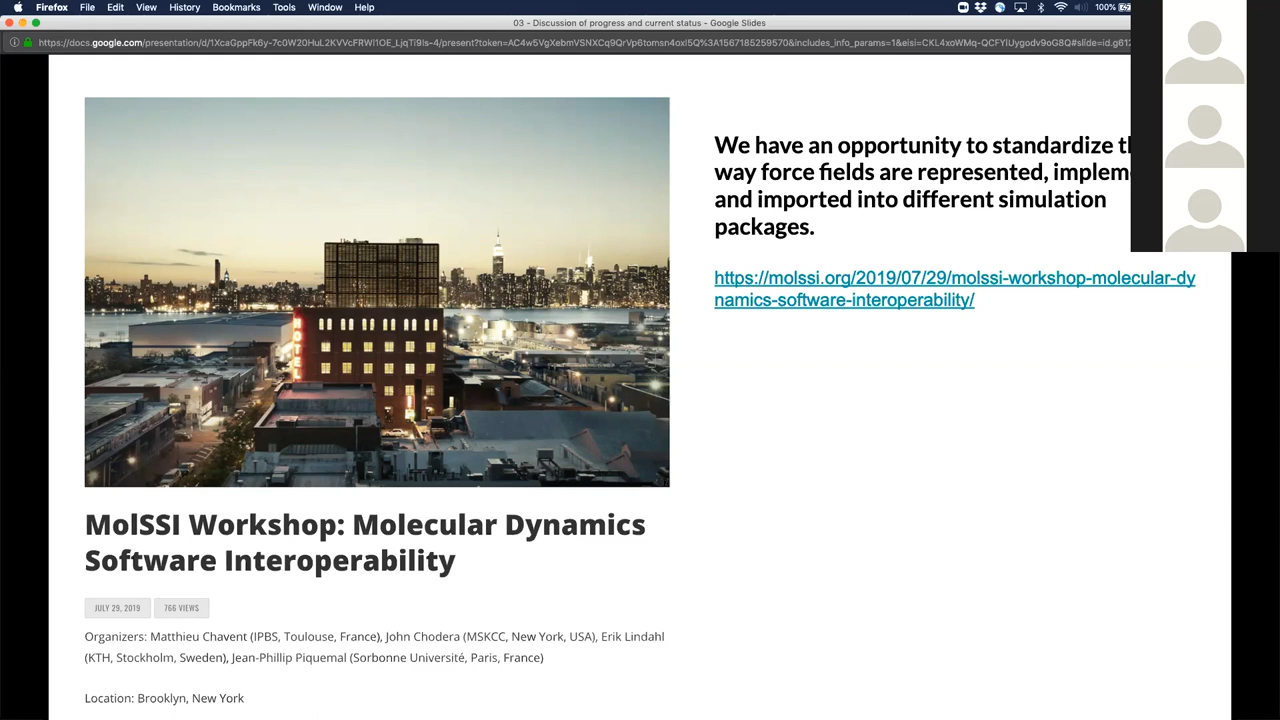 Firefox File Edit View History Bookmarks Tools Window Help 100%
03 - Discussion of progress and current status - Google Slides
We have an opportunity to standardize
way force fields are represented,
and imported into different simulation
packages.
https://molssi.org/2019/07/29/molssi-workshop-molecular-dy
namics-software-interoperability/
HOTEL
MolSSI Workshop: Molecular Dynamics
Software Interoperability
JULY 29, 2019 766 VIEWS
Organizers: Matthieu Chavent (IPBS, Toulouse, France), John Chodera (MSKCC, New York, USA), Erik Lindahl
(KTH, Stockholm, Sweden), Jean-Phillip Piquemal (Sorbonne Université, Paris, France)
Location: Brooklyn, New York